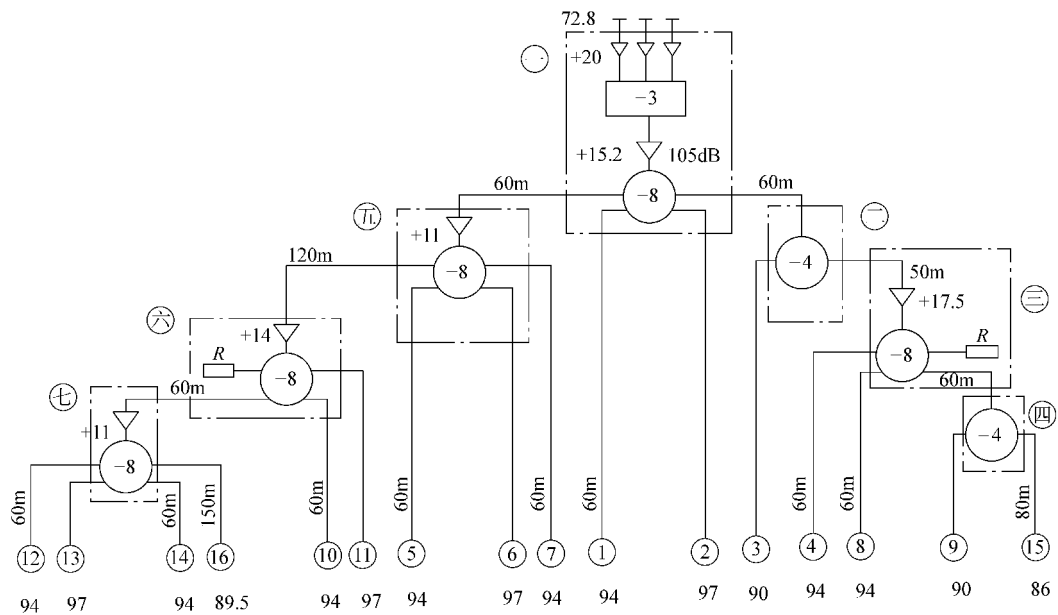 72.8
㊀
+20
−3
+15.2
105dB
60m
−8
60m
㊄
+11
㊁
120m
−8
−4
50m
㊂
+17.5
㊅
+14
R
−8
−8
R
㊆
60m
60m
㊃
+11
−8
−4
60m
60m
150m
60m
60m
60m
60m
60m
60m
80m
⑫
⑬
⑭
⑯
⑩
⑪
⑤
⑥
⑦
①
②
③
④
⑧
⑨
⑮
94
97
94
89.5
94
97
94
97
94
94
97
90
94
94
90
86